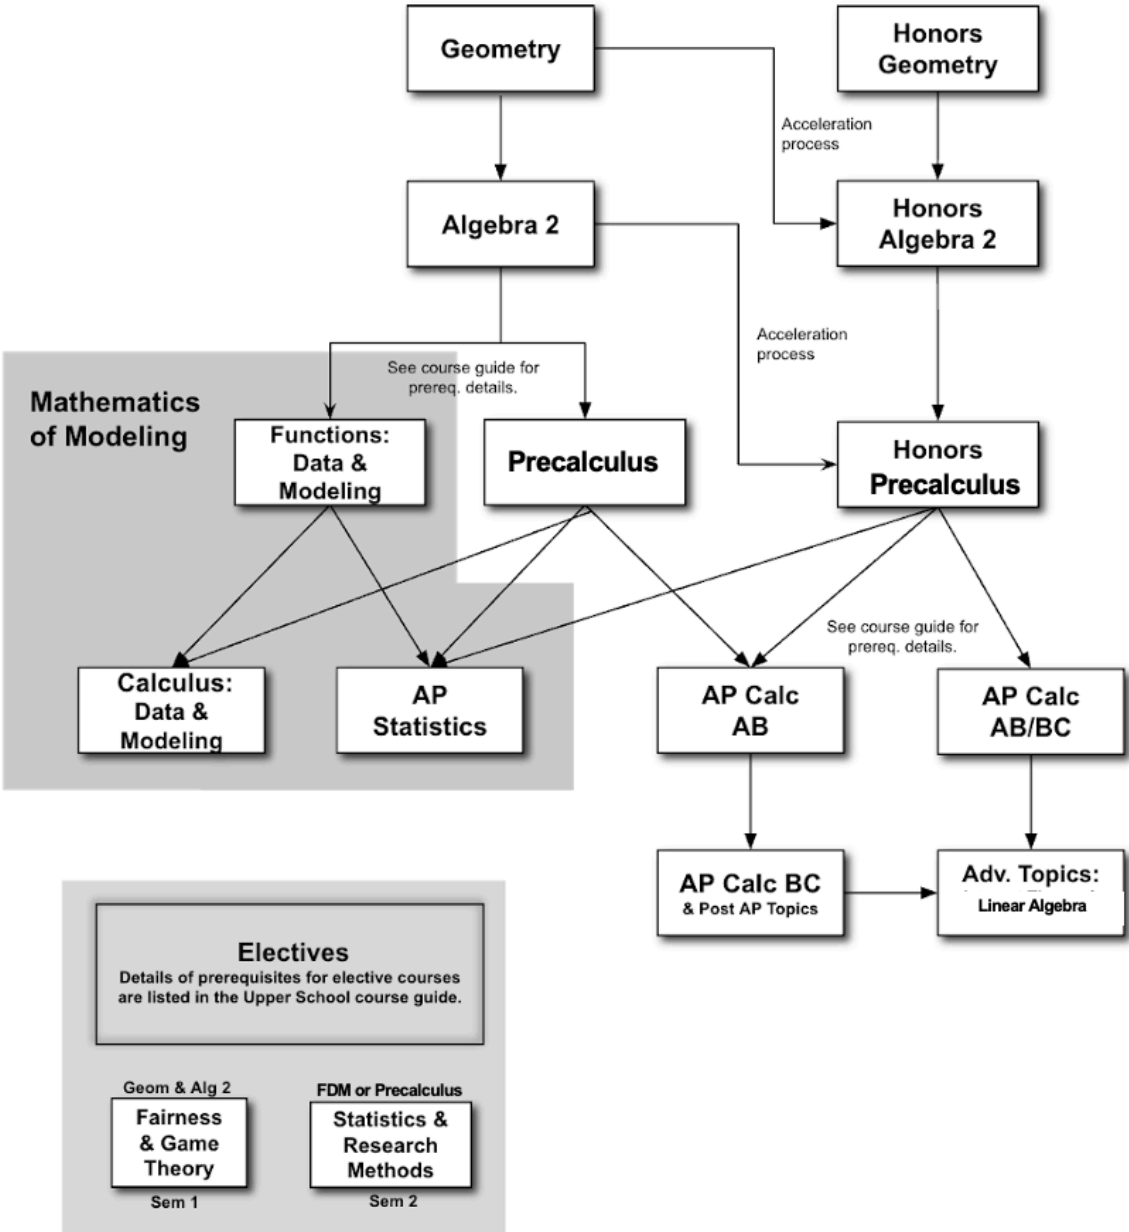 Geometry
Honors
Geometry
Acceleration
process
Algebra 2
Honors
Algebra 2
Acceleration
process
See course guide for
prereq. details.
Mathematics
of Modeling
Functions:
Data &
Modeling
Precalculus
Honors
Precalculus
See course guide for
prereq. details.
Calculus:
Data &
Modeling
AP
Statistics
AP Calc
AB
AP Calc
AB/BC
AP Calc BC
& Post AP Topics
Adv. Topics:
Linear Algebra
Electives
Details of prerequisites for elective courses
are listed in the Upper School course guide.
Geom & Alg 2
Fairness
& Game
Theory
Sem 1
FDM or Precalculus
Statistics &
Research
Methods
Sem 2